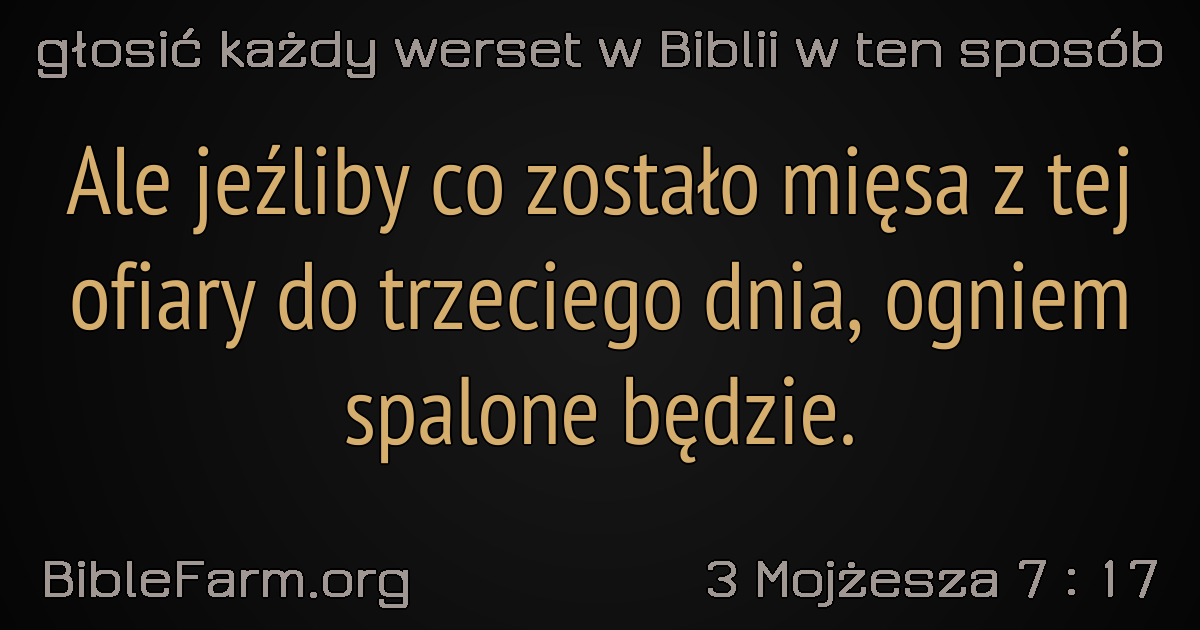 głosić każdy werset w Biblii w ten sposób
Ale jeźliby co zostało mięsa z tej
ofiary do trzeciego dnia, ogniem
spalone będzie.
BibleFarm.org
3 Mojżesza 7 : 17